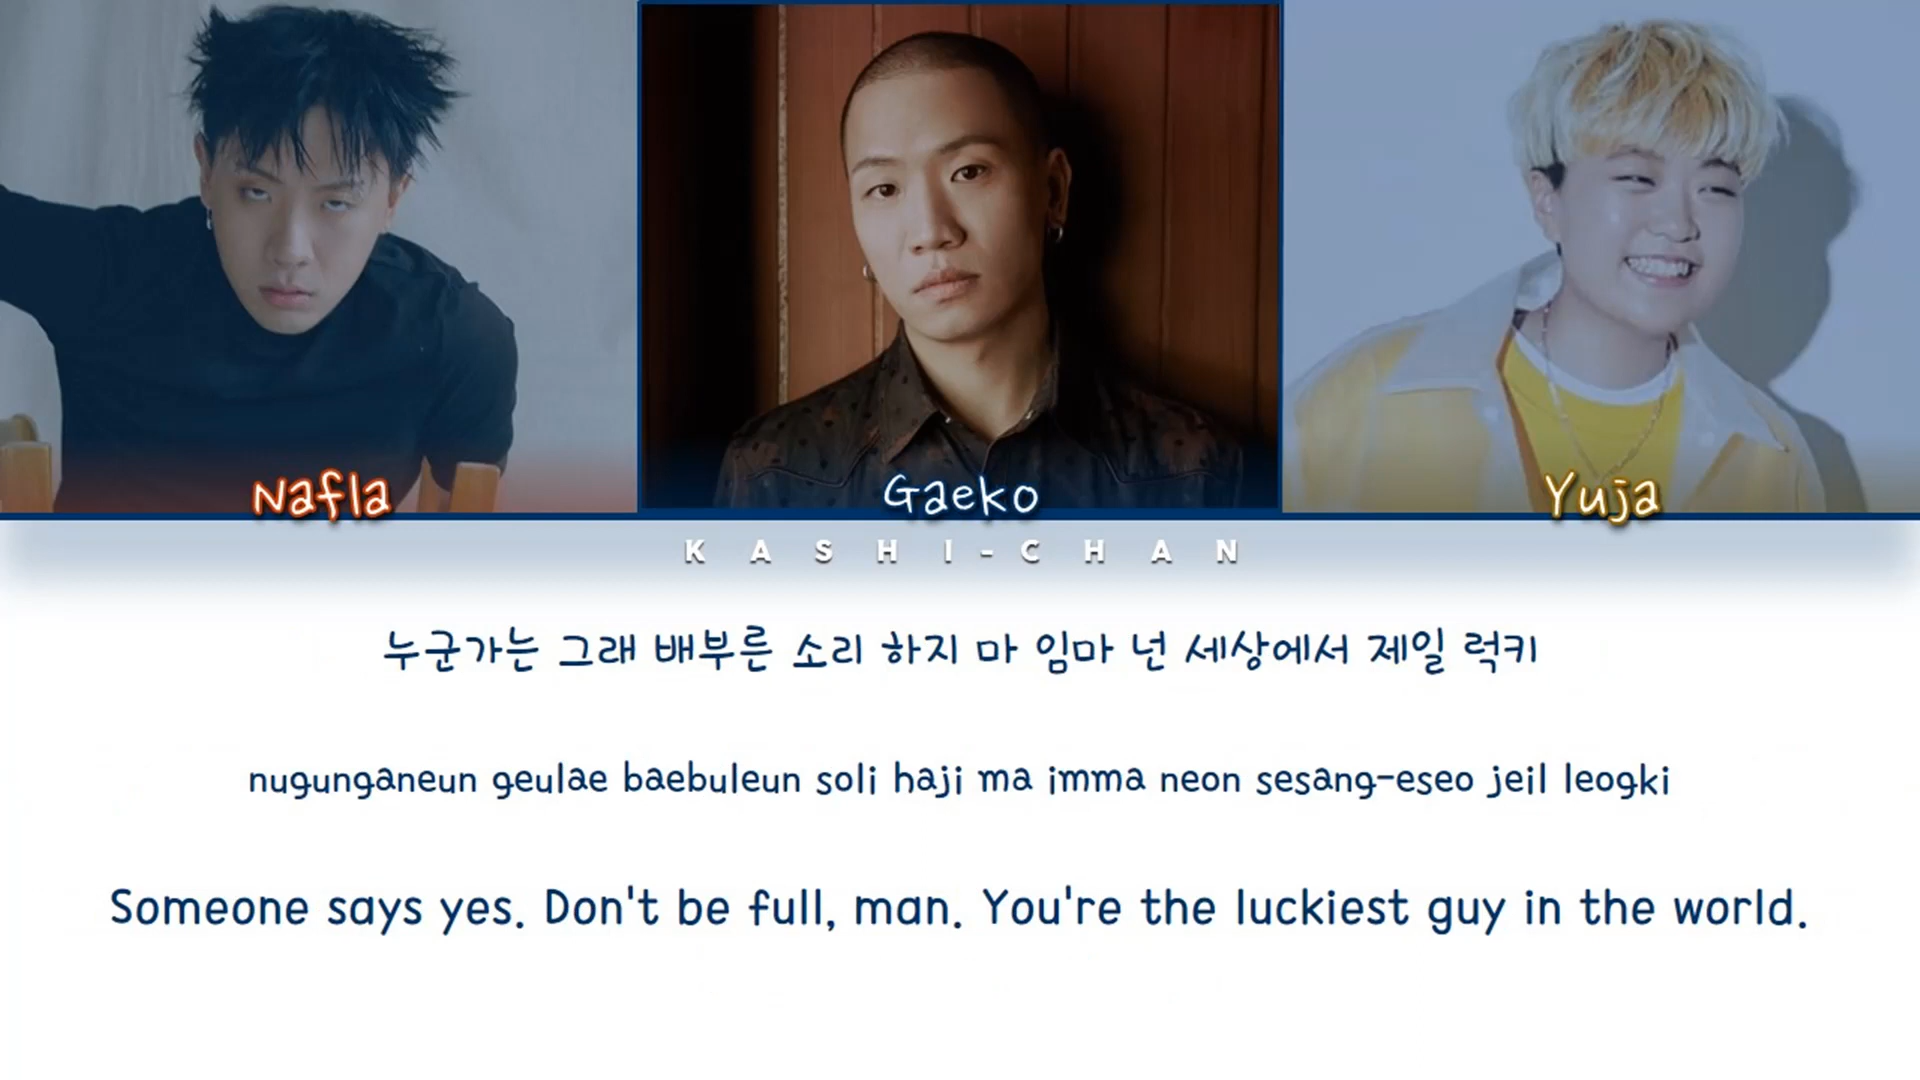 Nafla
Gaeko
Yuja
KASHI-CHAN
누군가는 그래 배부른 소리 하지 마 임마 넌 세상에서 제일 럭키
nugunganeun geulae baebuleun soli haji ma imma neon sesang-eseo jeil leogki
Someone says yes. Don't be full, man. You're the luckiest guy in the world.